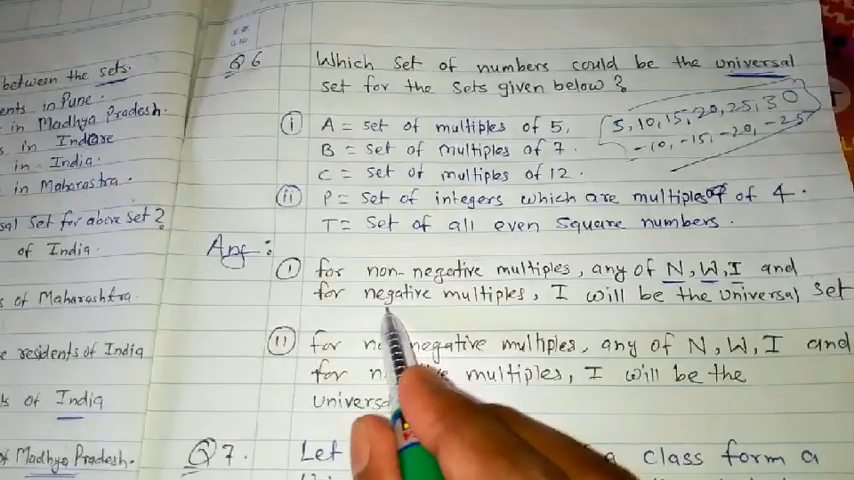 between the sets.
ents in Pune.
in Madhya Pradesh.
in Indore
in India.
in Maharastra.
sal set for above set?
of India.
s of Maharashtra
e residents of India
ts of India
of Madhya Pradesh.
Q6 Which set of numbers could be the universal
set for the sets given below?
(i) A = set of multiples of 5,
B = set of multiples of 7.
C = set of multiples of 12.
5, 10, 15, 20, 25, 30
-10, -15, -20, -25
(ii) P = set of integers which are multiples of 4.
T = set of all even square numbers.
Ans:
(i) for non-negative multiples, any of N, W, I and
for negative multiples, I will be the universal set
(ii) for negative multiples, any of N, W, I and
for multiples, I will be the
Q7. Let a class form a